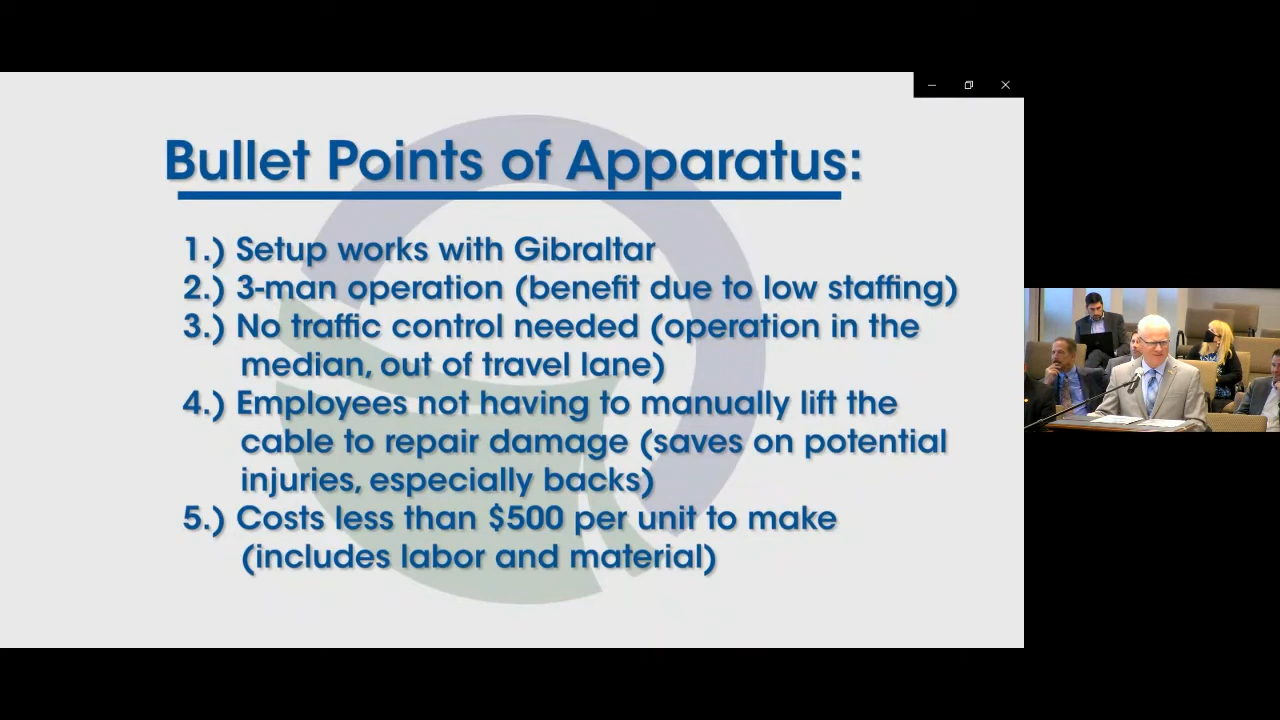 Bullet Points of Apparatus:
1.) Setup works with Gibraltar
2.) 3-man operation (benefit due to low staffing)
3.) No traffic control needed (operation in the
median, out of travel lane)
4.) Employees not having to manually lift the
cable to repair damage (saves on potential
injuries, especially backs)
5.) Costs less than $500 per unit to make
(includes labor and material)